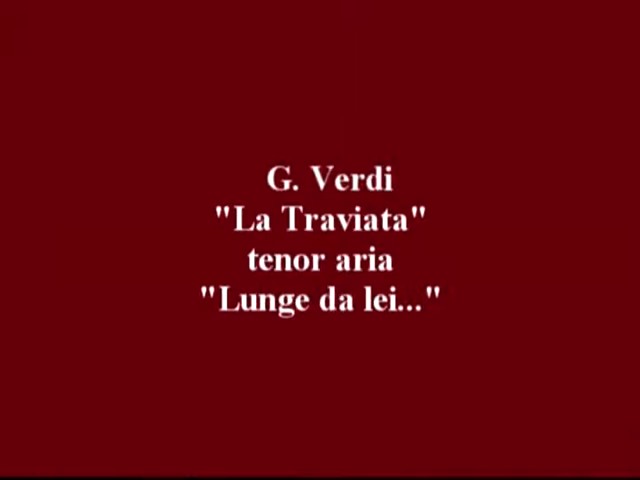 G. Verdi
"La Traviata"
tenor aria
"Lunge da lei..."